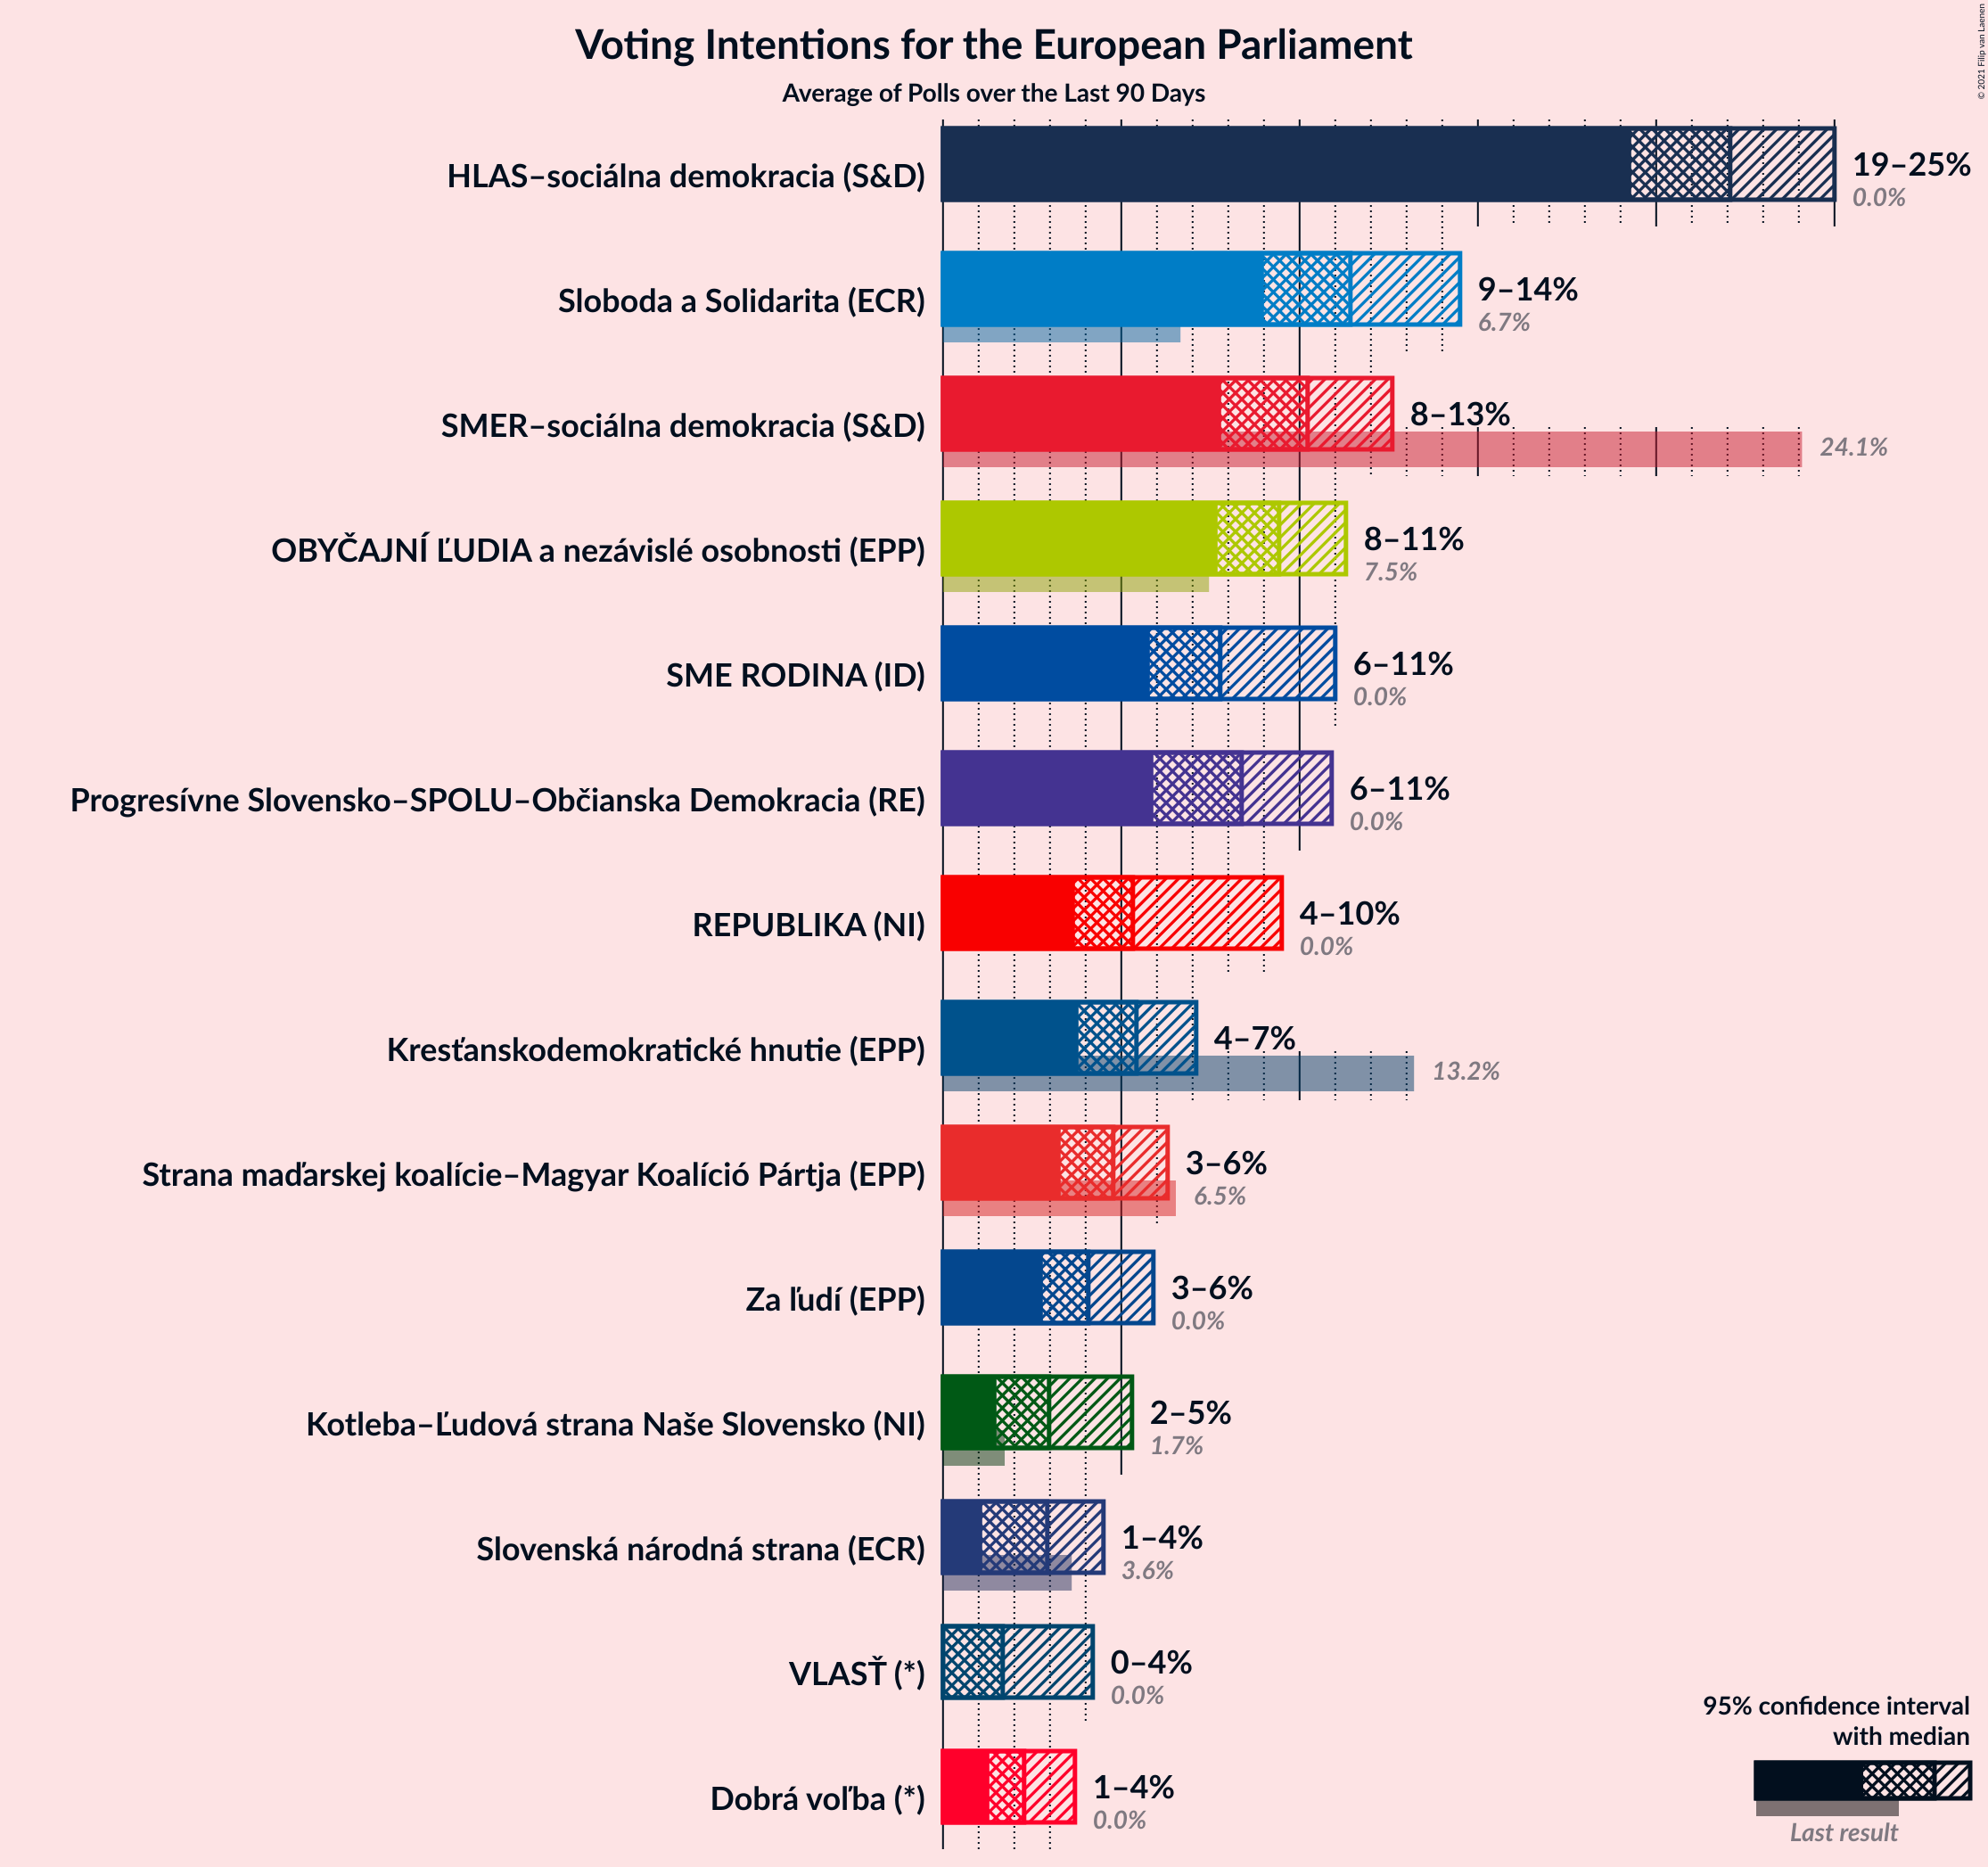 © 2021 Filip van Laenen
Voting Intentions for the European Parliament
Average of Polls over the Last 90 Days
HLAS–sociálna demokracia (S&D)
19–25%
0.0%
Sloboda a Solidarita (ECR)
9–14%
6.7%
SMER–sociálna demokracia (S&D)
8–13%
24.1%
OBYČAJNÍ ĽUDIA a nezávislé osobnosti (EPP)
8–11%
7.5%
SME RODINA (ID)
6–11%
0.0%
Progresívne Slovensko–SPOLU–Občianska Demokracia (RE)
6–11%
0.0%
REPUBLIKA (NI)
4–10%
0.0%
Kresťanskodemokratické hnutie (EPP)
4–7%
13.2%
Strana maďarskej koalície–Magyar Koalíció Pártja (EPP)
3–6%
6.5%
Za ľudí (EPP)
3–6%
0.0%
Kotleba–Ľudová strana Naše Slovensko (NI)
2–5%
1.7%
Slovenská národná strana (ECR)
1–4%
3.6%
VLASŤ (*)
0–4%
0.0%
Dobrá voľba (*)
1–4%
0.0%
95% confidence interval
with median
Last result